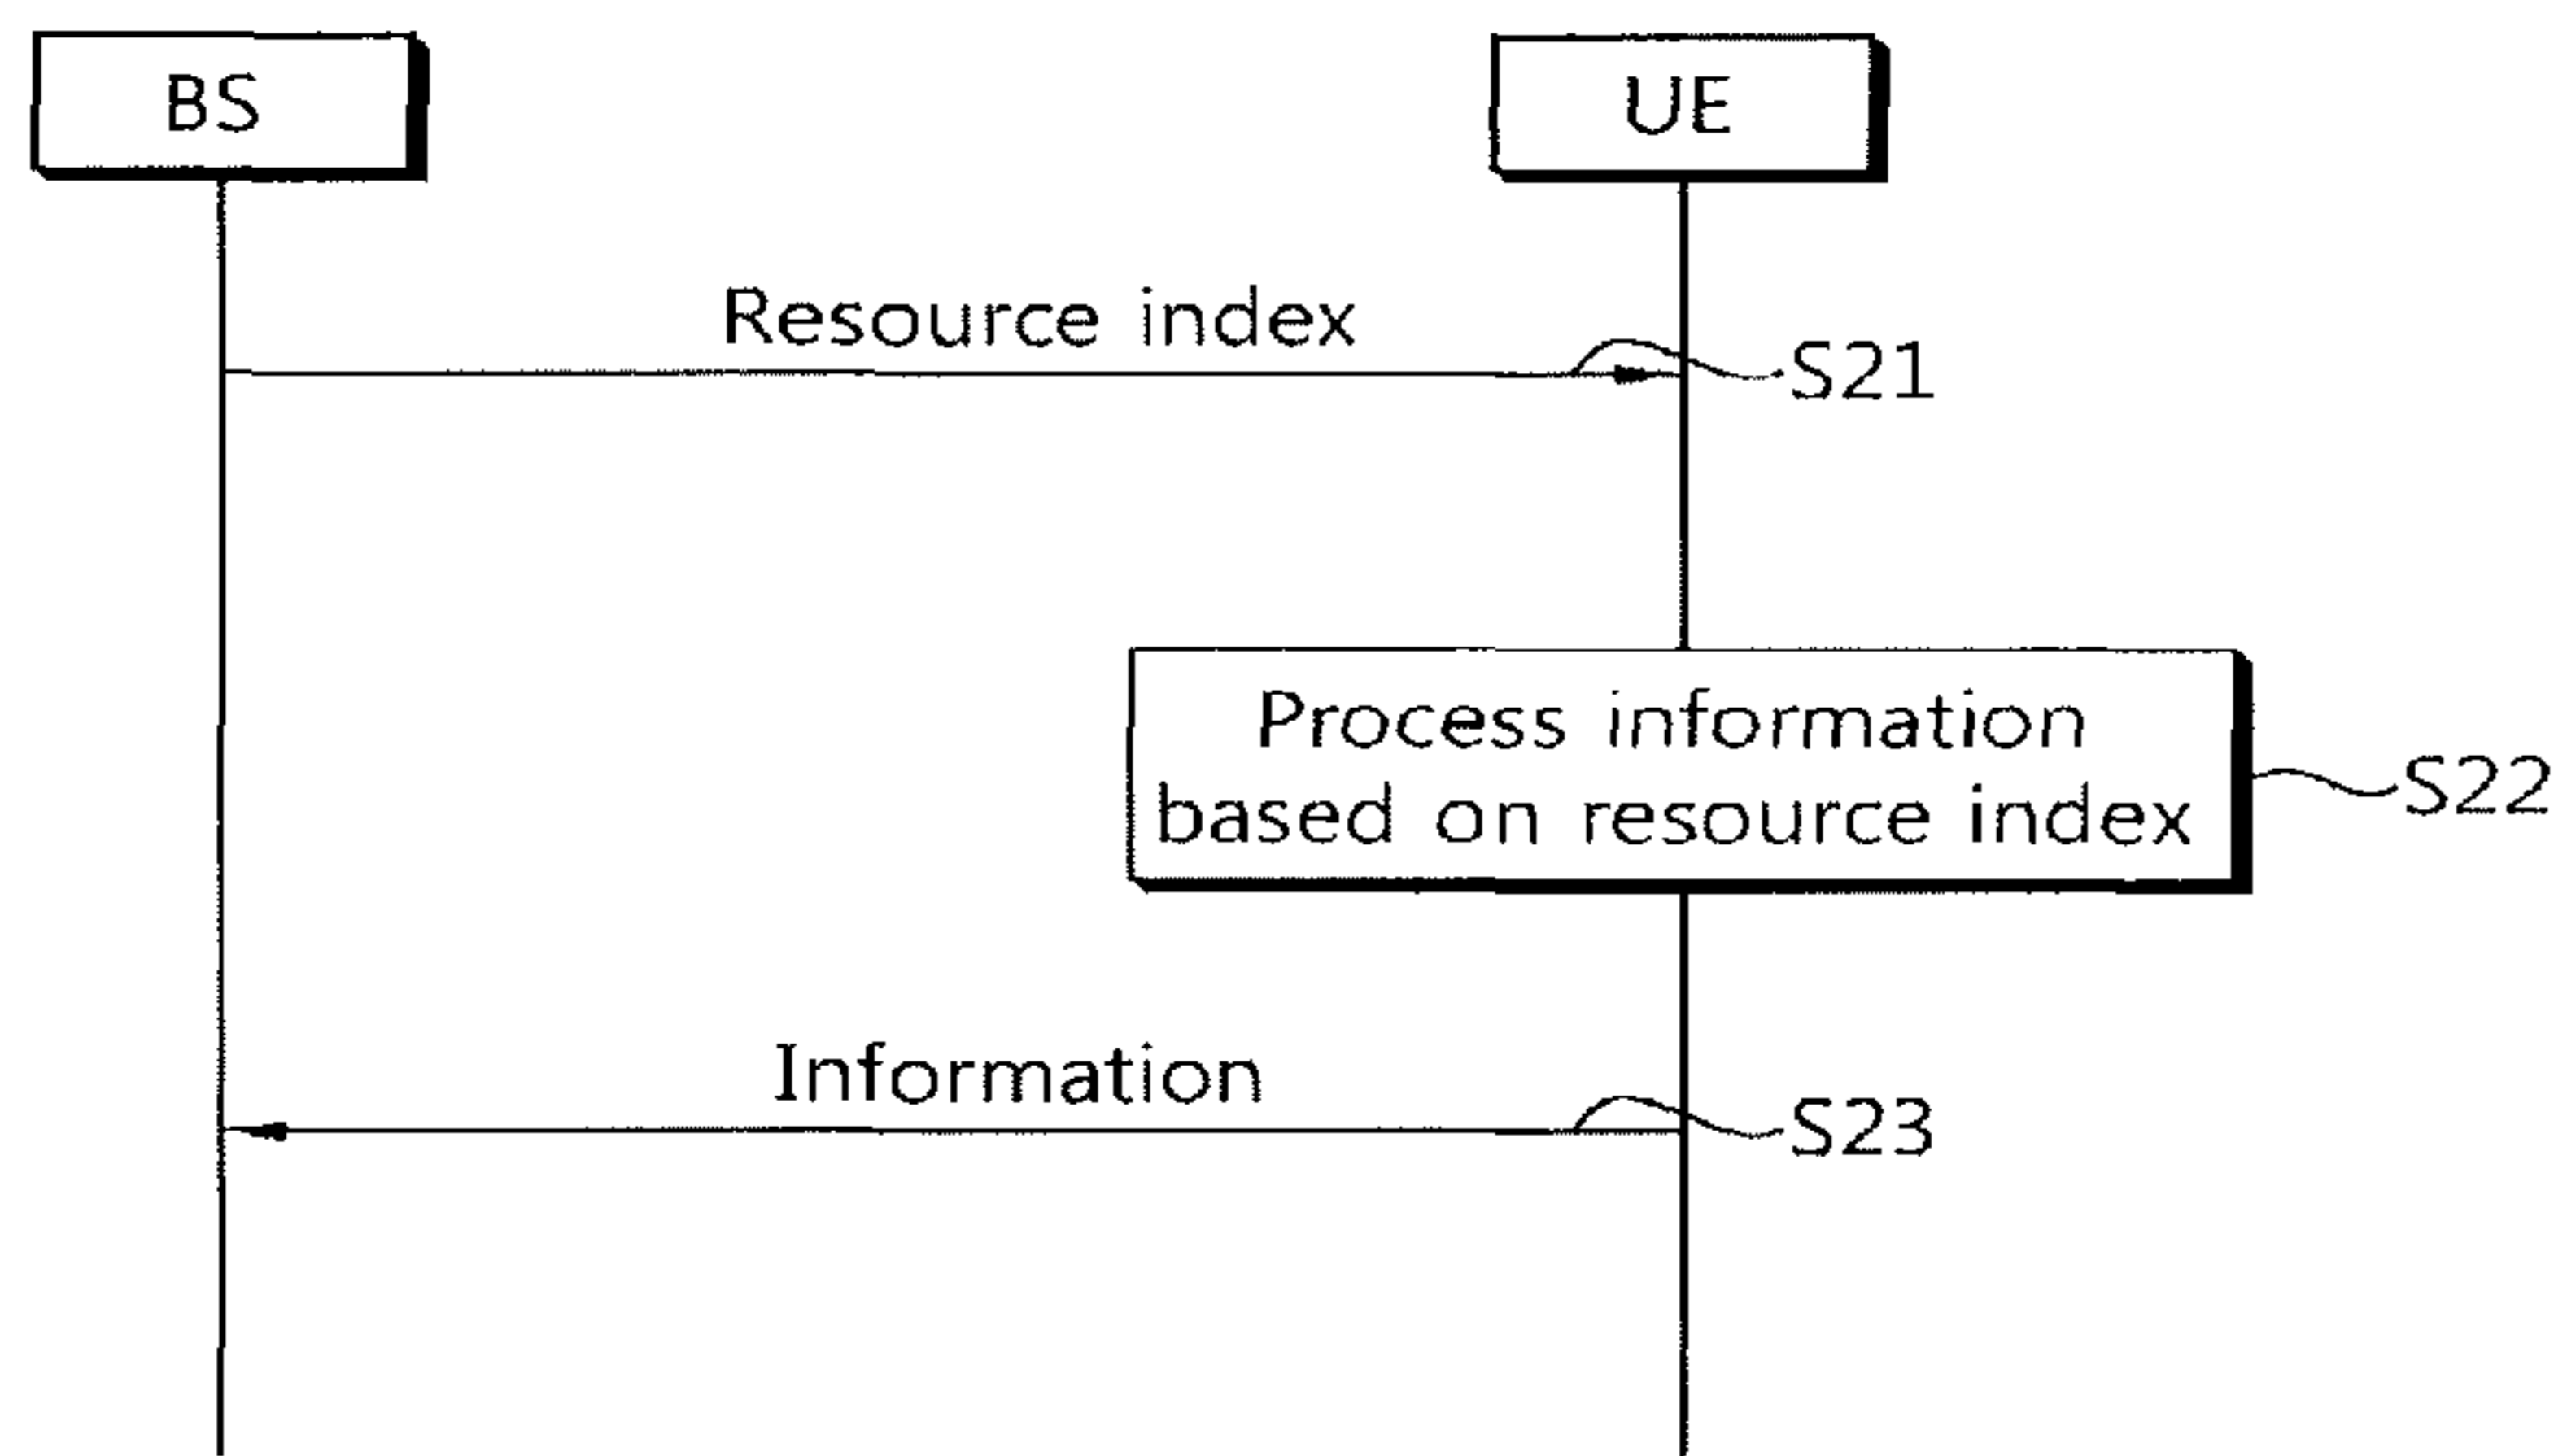 BS
UE
Resource index
S21
Process information
based on resource index
S22
Information
S23